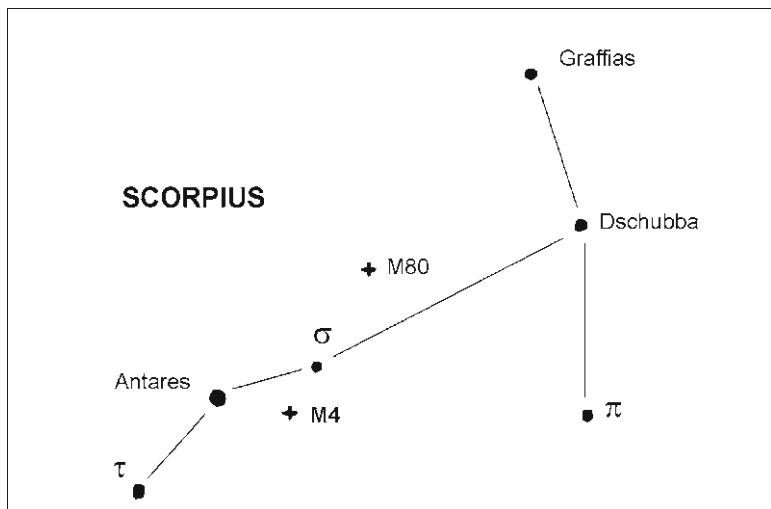 Graffias
SCORPIUS
Dschubba
M80
σ
Antares
M4
π
τ